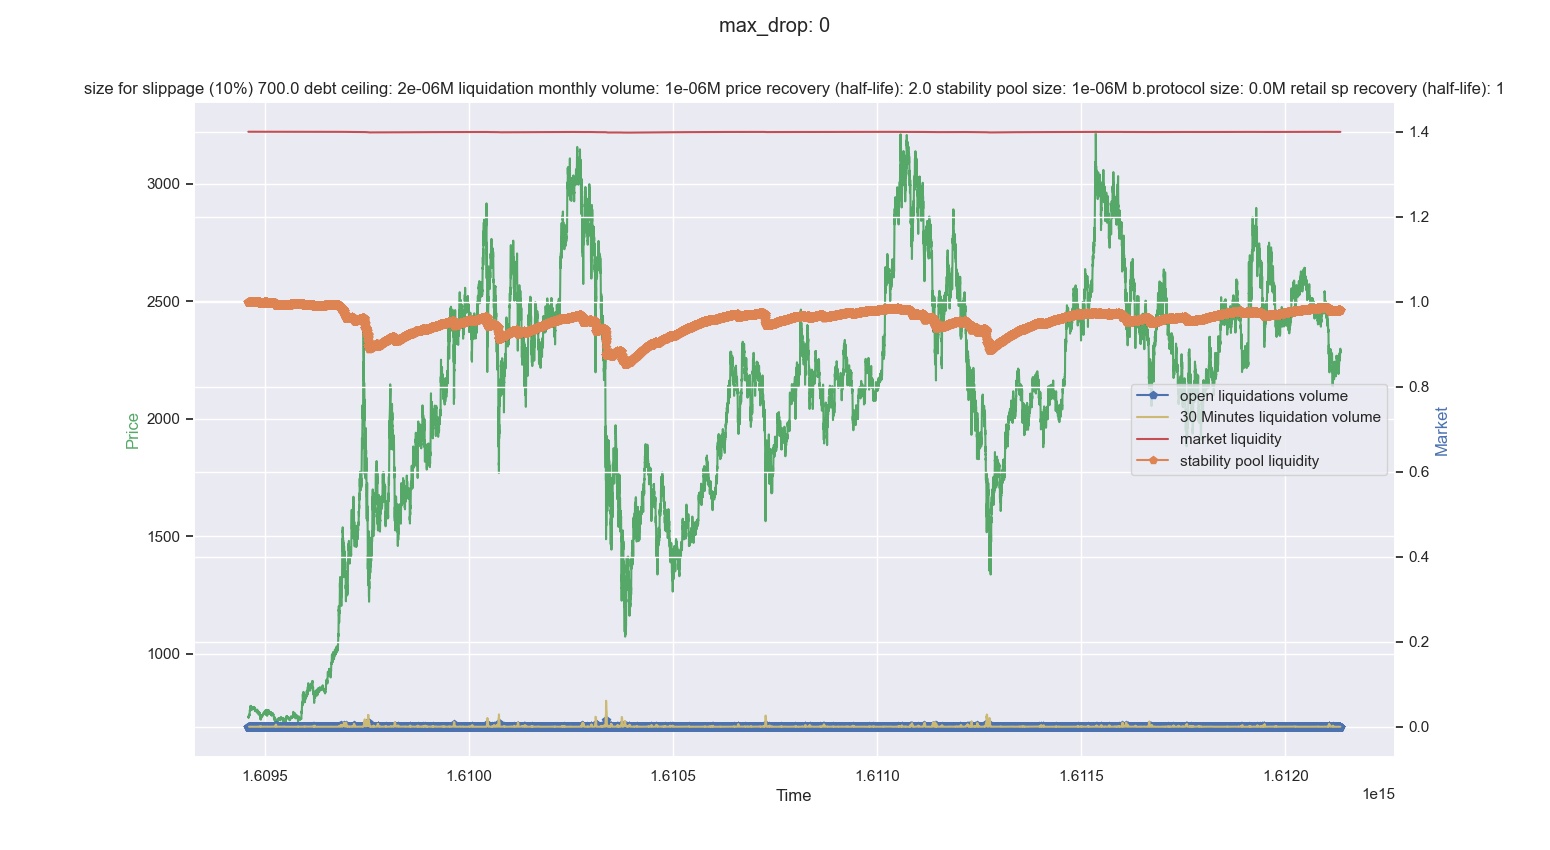 max_drop: 0
size for slippage (10%) 700.0 debt ceiling: 2e-06M liquidation monthly volume: 1e-06M price recovery (half-life): 2.0 stability pool size: 1e-06M b.protocol size: 0.0M retail sp recovery (half-life): 1
3000
2500
2000
1500
1000
Price
1.4
1.2
1.0
0.8
0.6
0.4
0.2
0.0
Market
open liquidations volume
30 Minutes liquidation volume
market liquidity
stability pool liquidity
1.6095 1.6100 1.6105 1.6110 1.6115 1.6120
1e15
Time